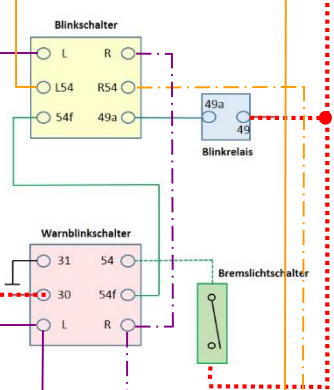 Blinkschalter
L R
L54 R54
54f 49a
49a
49
Blinkrelais
Warnblinkschalter
31 54
30 54f
L R
Bremslichtschalter